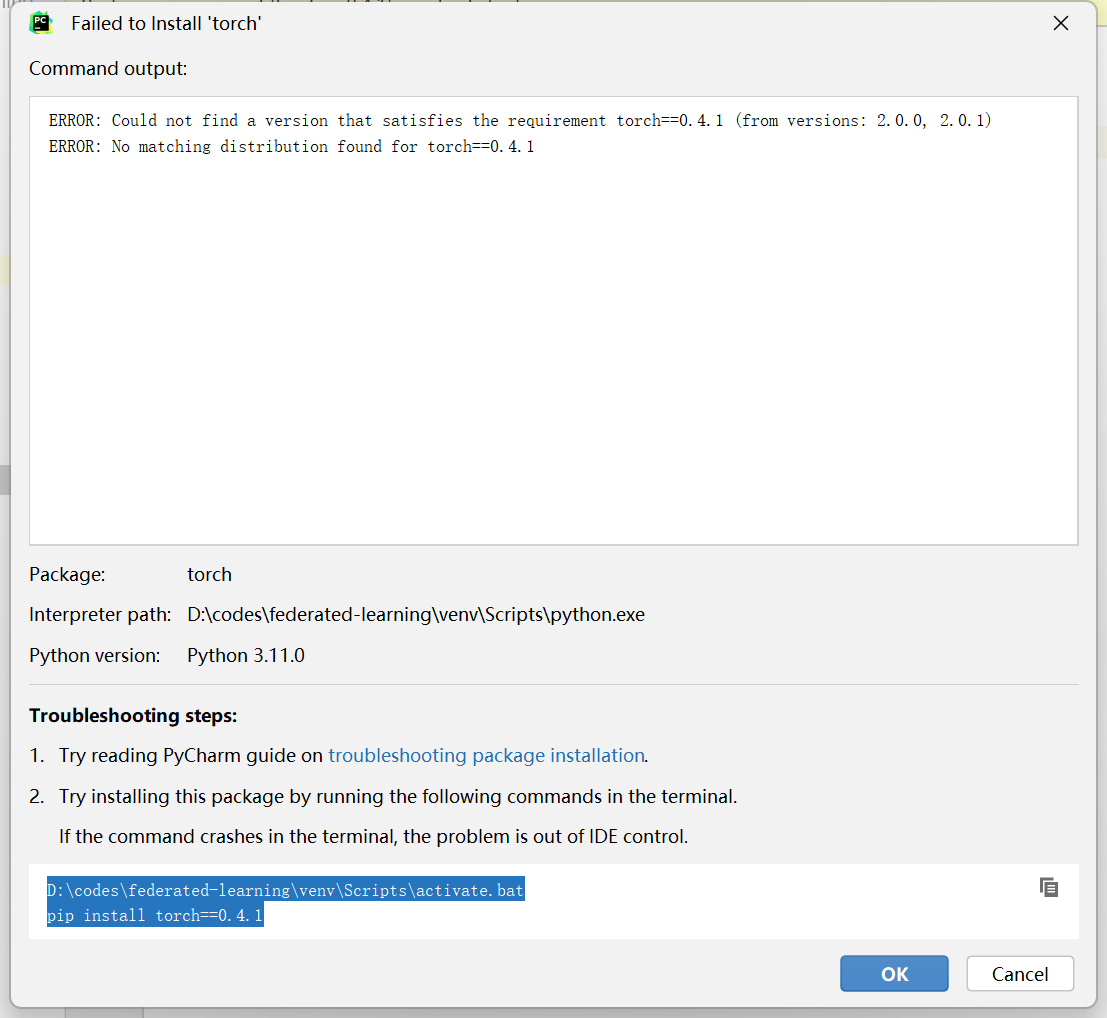 Failed to Install 'torch'
Command output:
ERROR: Could not find a version that satisfies the requirement torch==0.4.1 (from versions: 2.0.0, 2.0.1)
ERROR: No matching distribution found for torch==0.4.1
Package: torch
Interpreter path: D:\codes\federated-learning\venv\Scripts\python.exe
Python version: Python 3.11.0
Troubleshooting steps:
1. Try reading PyCharm guide on troubleshooting package installation.
2. Try installing this package by running the following commands in the terminal.
If the command crashes in the terminal, the problem is out of IDE control.
D:\codes\federated-learning\venv\Scripts\activate.bat
pip install torch==0.4.1
OK Cancel